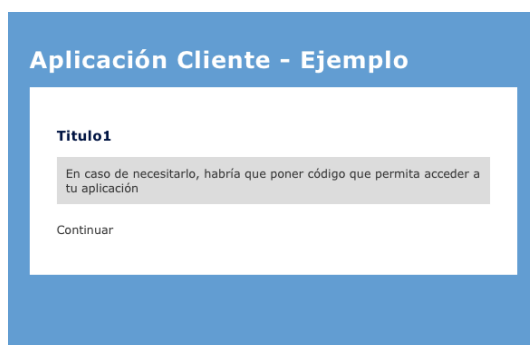 Aplicación Cliente - Ejemplo
Titulo1
En caso de necesitarlo, habría que poner código que permita acceder a
tu aplicación
Continuar